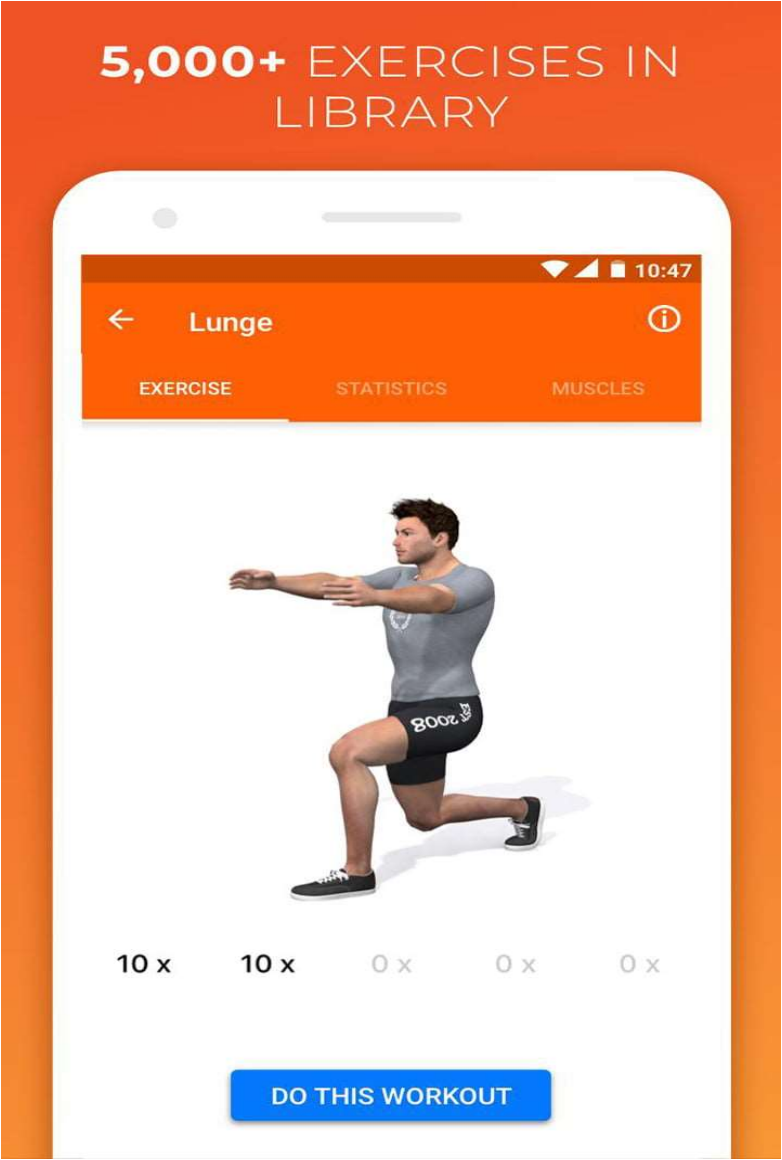 5,000+ EXERCISES IN
LIBRARY
10:47
Lunge
EXERCISE STATISTICS MUSCLES
2008
10 x 10 x 0 x 0 x 0 x
DO THIS WORKOUT